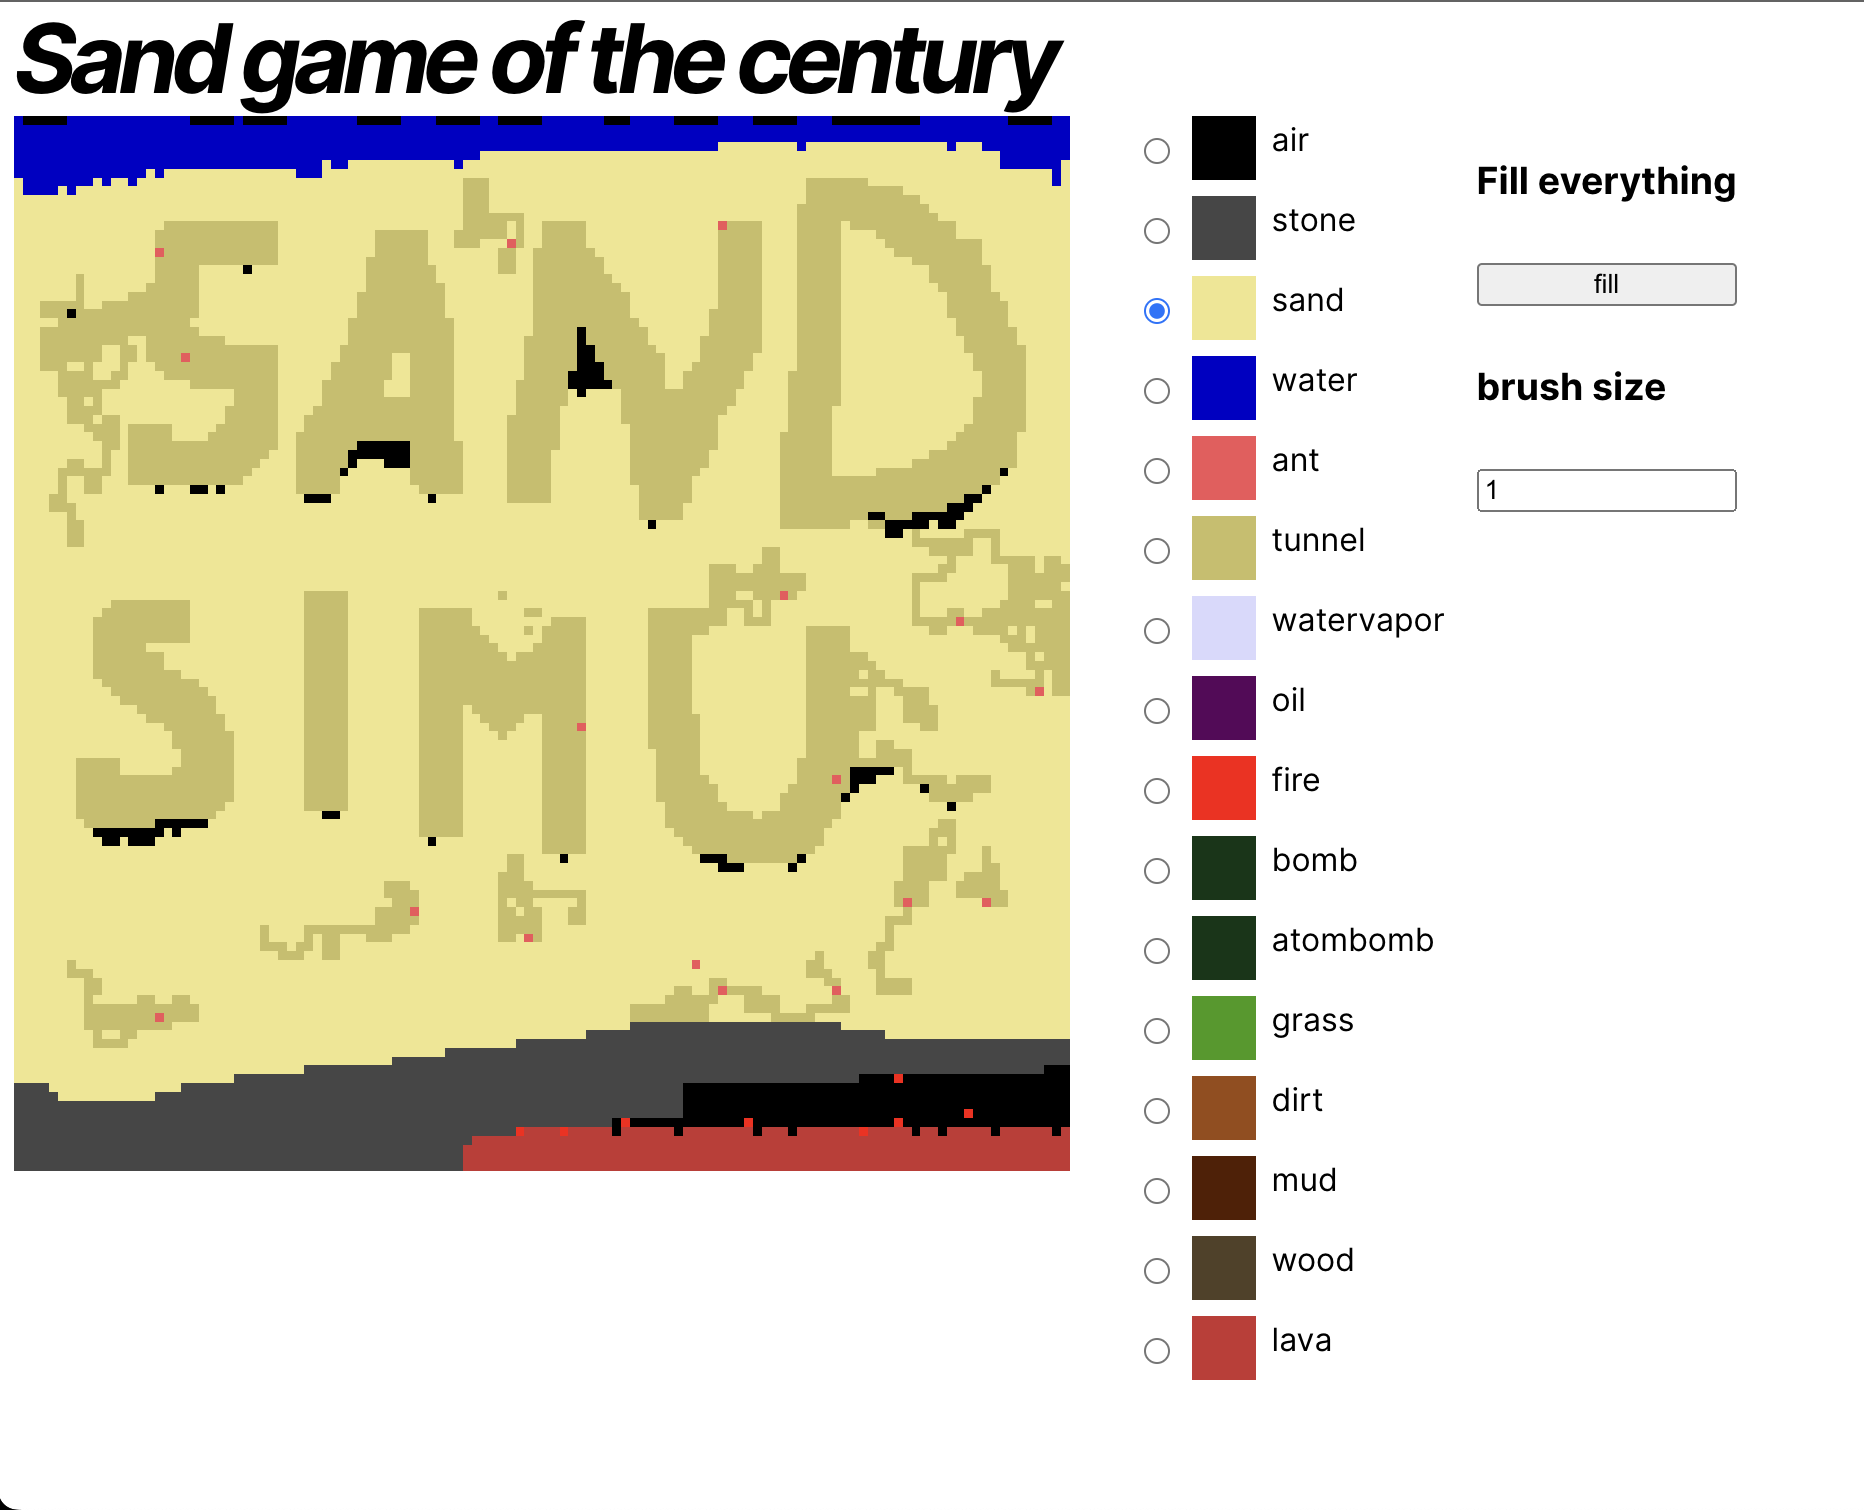 Sand game of the century
SAND
SIMU
air
stone
sand
water
ant
tunnel
watervapor
oil
fire
bomb
atombomb
grass
dirt
mud
wood
lava
Fill everything
fill
brush size
1